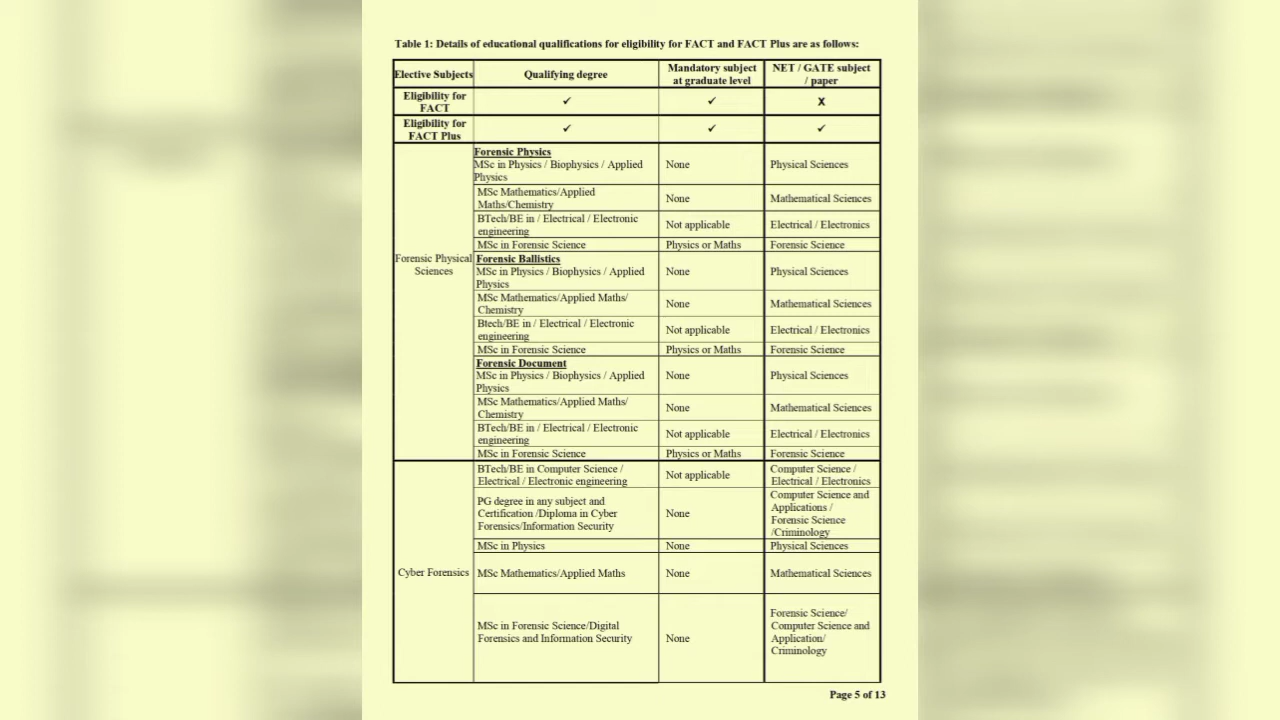 Table 1: Details of educational qualifications for eligibility for FACT and FACT Plus are as follows:
Elective Subjects
Qualifying degree
Mandatory subject
at graduate level
NET / GATE subject
/ paper
Eligibility for
FACT
✓
✓
X
Eligibility for
FACT Plus
✓
✓
✓
Forensic Physical
Sciences
Forensic Physics
MSc in Physics / Biophysics / Applied
Physics
None
Physical Sciences
MSc Mathematics/Applied
Maths/Chemistry
None
Mathematical Sciences
BTech/BE in / Electrical / Electronic
engineering
Not applicable
Electrical / Electronics
MSc in Forensic Science
Physics or Maths
Forensic Science
Forensic Ballistics
MSc in Physics / Biophysics / Applied
Physics
None
Physical Sciences
MSc Mathematics/Applied Maths/
Chemistry
None
Mathematical Sciences
Btech/BE in / Electrical / Electronic
engineering
Not applicable
Electrical / Electronics
MSc in Forensic Science
Physics or Maths
Forensic Science
Forensic Document
MSc in Physics / Biophysics / Applied
Physics
None
Physical Sciences
MSc Mathematics/Applied Maths/
Chemistry
None
Mathematical Sciences
BTech/BE in / Electrical / Electronic
engineering
Not applicable
Electrical / Electronics
MSc in Forensic Science
Physics or Maths
Forensic Science
Cyber Forensics
BTech/BE in Computer Science /
Electrical / Electronic engineering
Not applicable
Computer Science /
Electrical / Electronics
PG degree in any subject and
Certification /Diploma in Cyber
Forensics/Information Security
None
Computer Science and
Applications /
Forensic Science
/Criminology
MSc in Physics
None
Physical Sciences
MSc Mathematics/Applied Maths
None
Mathematical Sciences
MSc in Forensic Science/Digital
Forensics and Information Security
None
Forensic Science/
Computer Science and
Application/
Criminology
Page 5 of 13